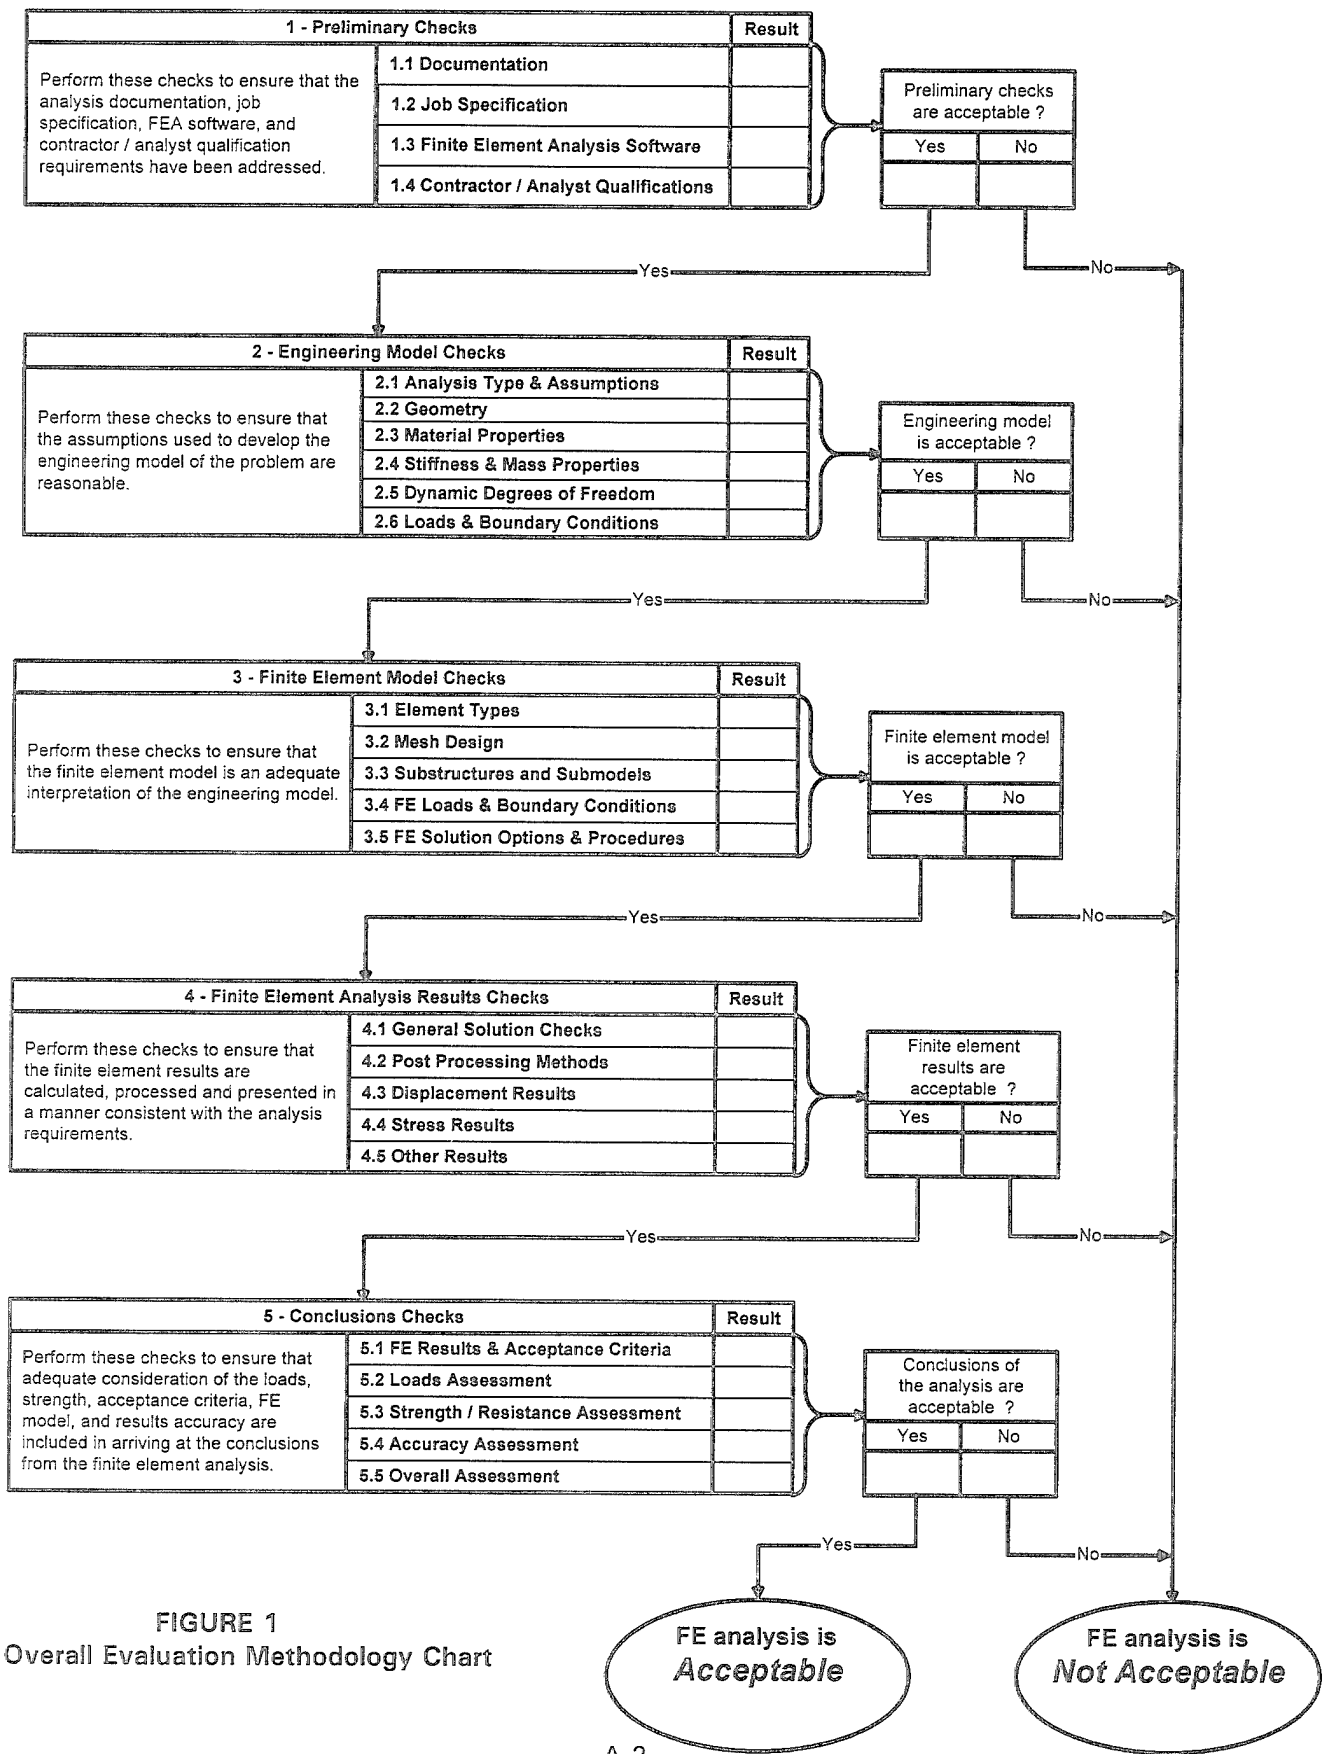 1 - Preliminary Checks
Result
Perform these checks to ensure that the
analysis documentation, job
specification, FEA software, and
contractor / analyst qualification
requirements have been addressed.
1.1 Documentation
1.2 Job Specification
1.3 Finite Element Analysis Software
1.4 Contractor / Analyst Qualifications
Preliminary checks
are acceptable ?
Yes
No
Yes
No
2 - Engineering Model Checks
Result
Perform these checks to ensure that
the assumptions used to develop the
engineering model of the problem are
reasonable.
2.1 Analysis Type & Assumptions
2.2 Geometry
2.3 Material Properties
2.4 Stiffness & Mass Properties
2.5 Dynamic Degrees of Freedom
2.6 Loads & Boundary Conditions
Engineering model
is acceptable ?
Yes
No
Yes
No
3 - Finite Element Model Checks
Result
Perform these checks to ensure that
the finite element model is an adequate
interpretation of the engineering model.
3.1 Element Types
3.2 Mesh Design
3.3 Substructures and Submodels
3.4 FE Loads & Boundary Conditions
3.5 FE Solution Options & Procedures
Finite element model
is acceptable ?
Yes
No
Yes
No
4 - Finite Element Analysis Results Checks
Result
Perform these checks to ensure that
the finite element results are
calculated, processed and presented in
a manner consistent with the analysis
requirements.
4.1 General Solution Checks
4.2 Post Processing Methods
4.3 Displacement Results
4.4 Stress Results
4.5 Other Results
Finite element
results are
acceptable ?
Yes
No
Yes
No
5 - Conclusions Checks
Result
Perform these checks to ensure that
adequate consideration of the loads,
strength, acceptance criteria, FE
model, and results accuracy are
included in arriving at the conclusions
from the finite element analysis.
5.1 FE Results & Acceptance Criteria
5.2 Loads Assessment
5.3 Strength / Resistance Assessment
5.4 Accuracy Assessment
5.5 Overall Assessment
Conclusions of
the analysis are
acceptable ?
Yes
No
Yes
No
FIGURE 1
Overall Evaluation Methodology Chart
FE analysis is
Acceptable
FE analysis is
Not Acceptable